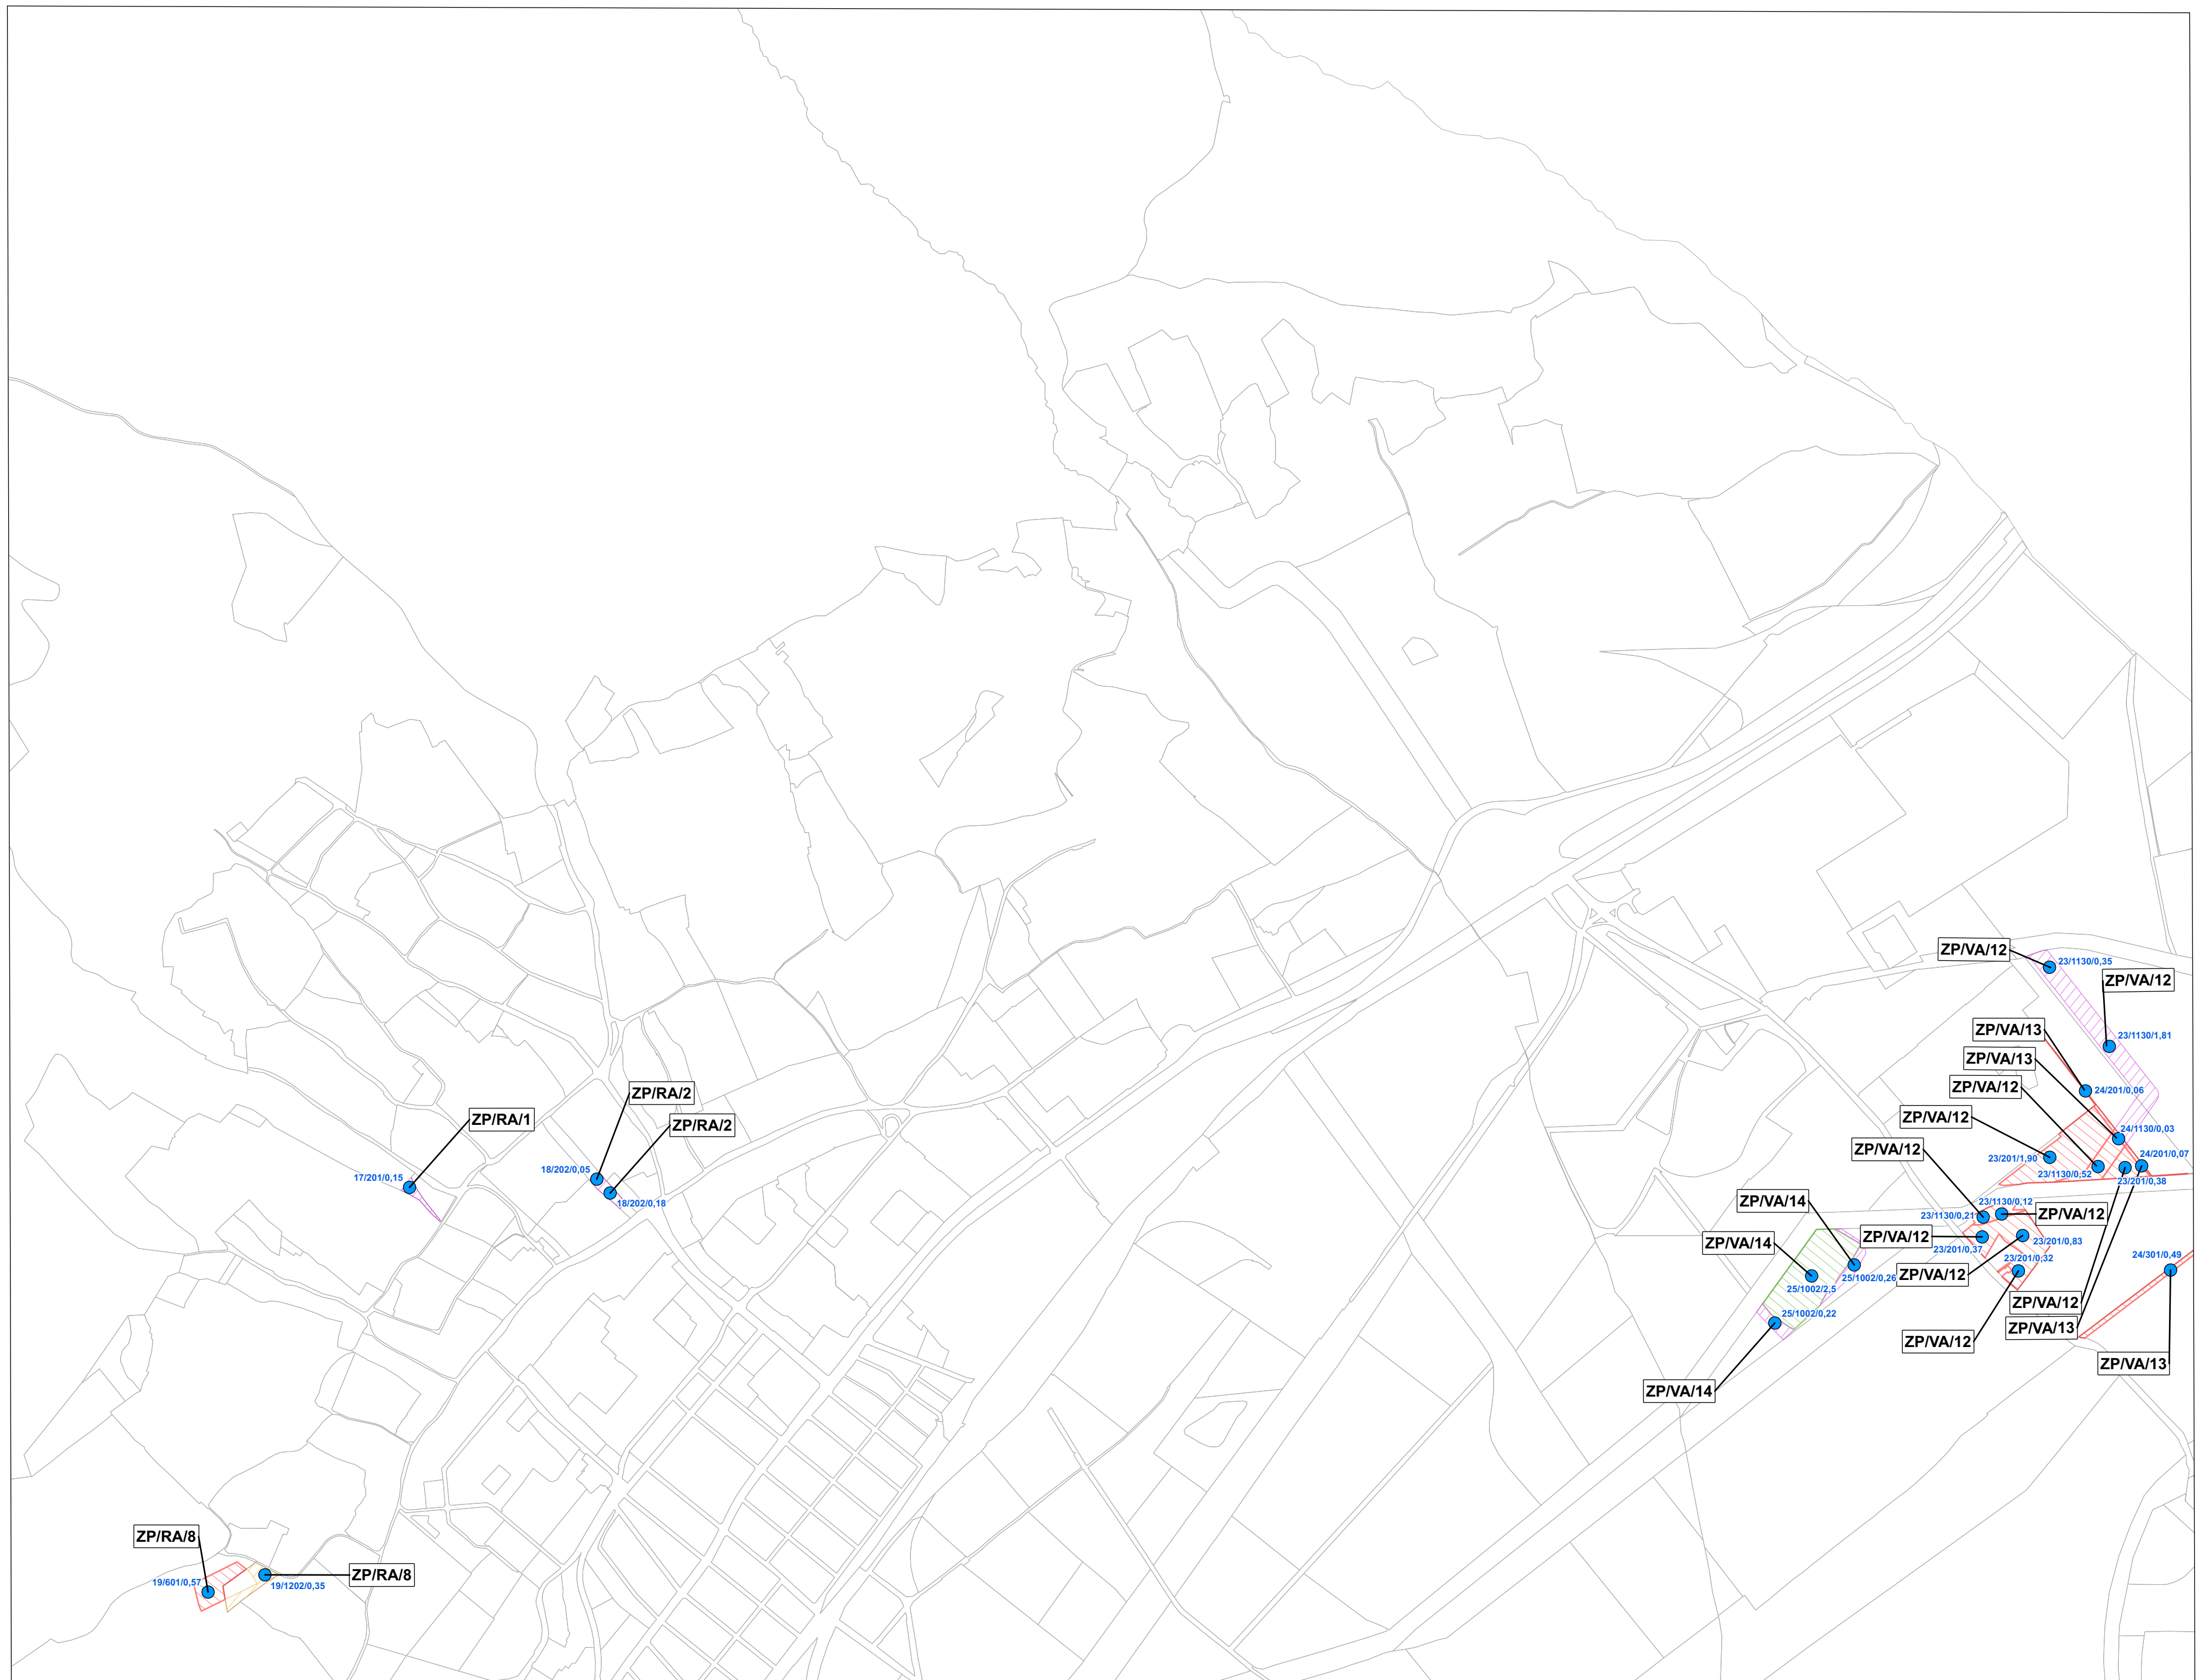 ZP/VA/12
23/1130/0,35
ZP/VA/12
ZP/VA/13
23/1130/1,81
ZP/VA/13
ZP/VA/12
24/201/0,06
ZP/RA/2
ZP/VA/12
ZP/RA/1
ZP/RA/2
24/1130/0,03
ZP/VA/12
24/201/0,07
23/201/1,90
18/202/0,05
23/1130/0,52
17/201/0,15
23/201/0,38
18/202/0,18
ZP/VA/14
23/1130/0,12
23/1130/0,21
ZP/VA/12
ZP/VA/14
ZP/VA/12
23/201/0,83
23/201/0,37
24/301/0,49
23/201/0,32
ZP/VA/12
25/1002/0,26
25/1002/2,5
ZP/VA/12
25/1002/0,22
ZP/VA/13
ZP/VA/12
ZP/VA/13
ZP/VA/14
ZP/RA/8
ZP/RA/8
19/601/0,57
19/1202/0,35